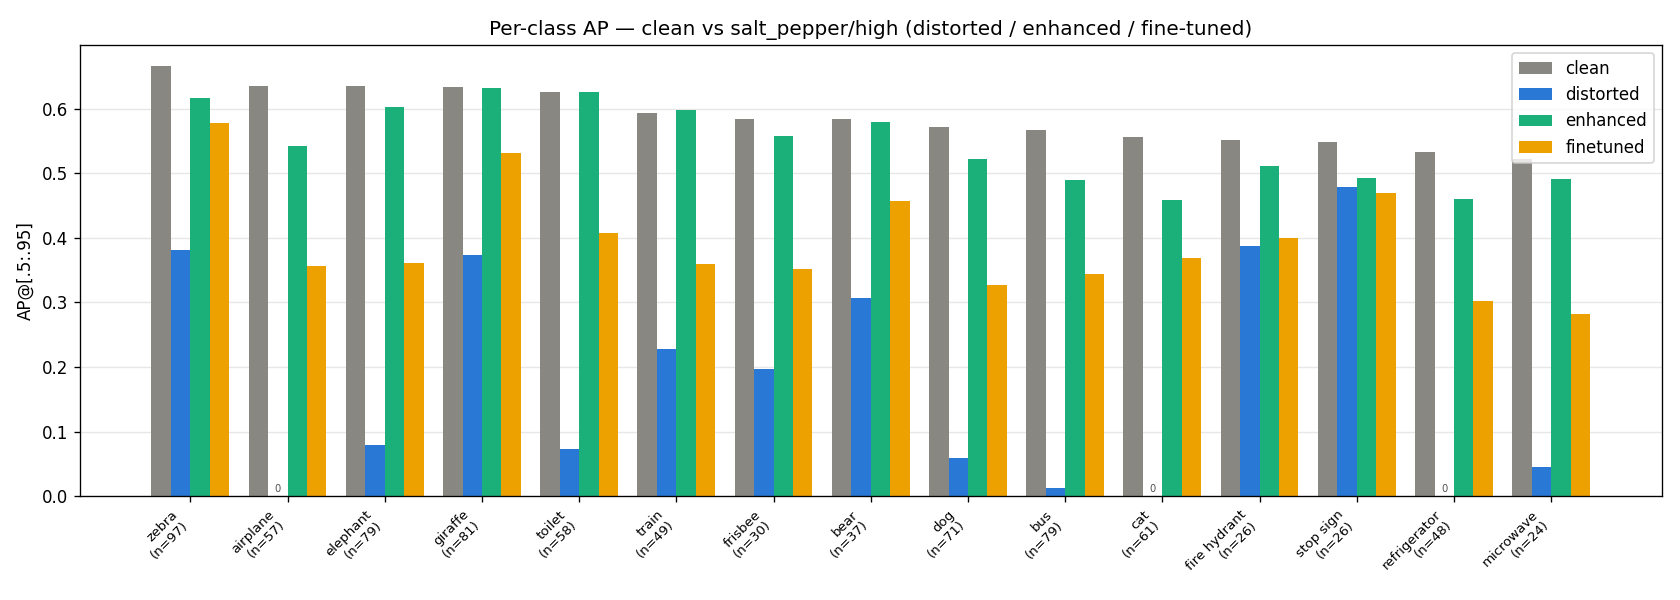 Per-class AP — clean vs salt_pepper/high (distorted / enhanced / fine-tuned)
clean
distorted
enhanced
finetuned
AP@[.5:.95]
0.6
0.5
0.4
0.3
0.2
0.1
0.0
0
0
0
zebra
(n=97)
airplane
(n=57)
elephant
(n=79)
giraffe
(n=81)
toilet
(n=58)
train
(n=49)
frisbee
(n=30)
bear
(n=37)
dog
(n=71)
bus
(n=79)
cat
(n=61)
fire hydrant
(n=26)
stop sign
(n=26)
refrigerator
(n=48)
microwave
(n=24)